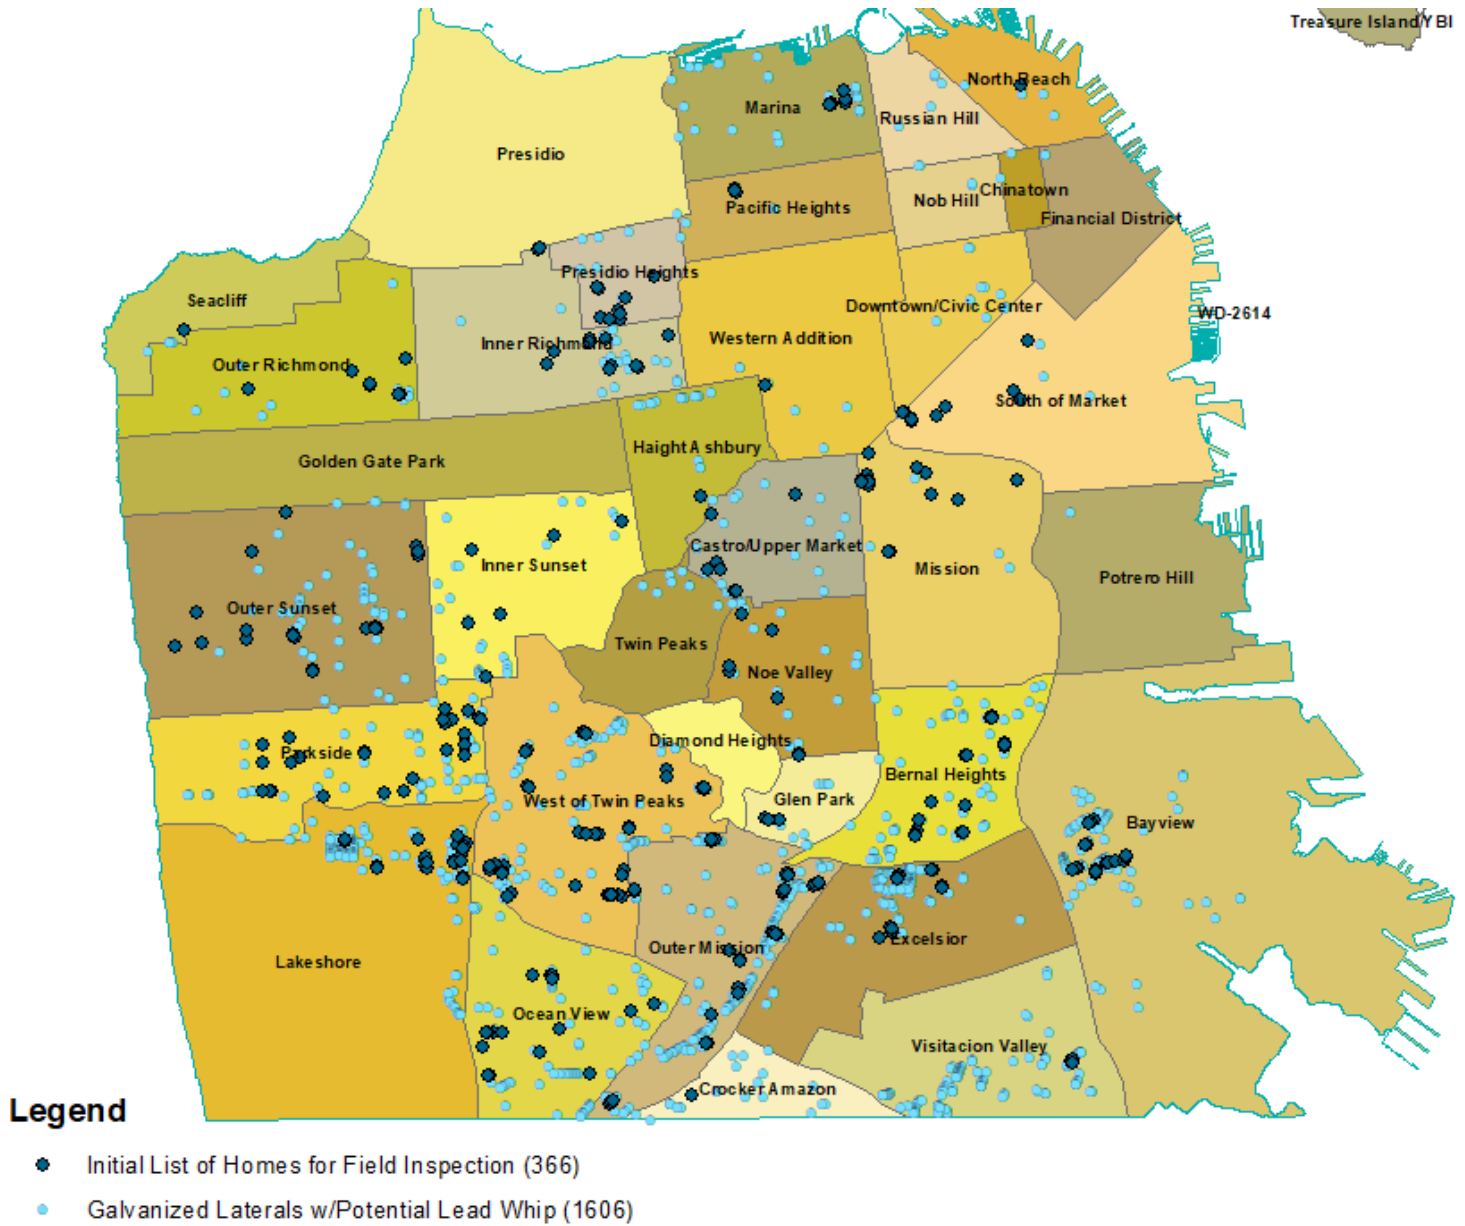 Treasure Island/YBI
North Beach
Marina
Russian Hill
Presidio
Chinatown
Nob Hill
Pacific Heights
Financial District
Presidio Heights
Seacliff
Downtown/Civic Center
WD-2614
Inner Richmond
Western Addition
Outer Richmond
South of Market
Haight Ashbury
Golden Gate Park
Castro/Upper Market
Inner Sunset
Mission
Potrero Hill
Outer Sunset
Twin Peaks
Noe Valley
Diamond Heights
Parkside
Bernal Heights
West of Twin Peaks
Glen Park
Bayview
Excelsior
Outer Mission
Lakeshore
Ocean View
Visitacion Valley
Crocker Amazon
Legend
Initial List of Homes for Field Inspection (366)
Galvanized Laterals w/Potential Lead Whip (1606)